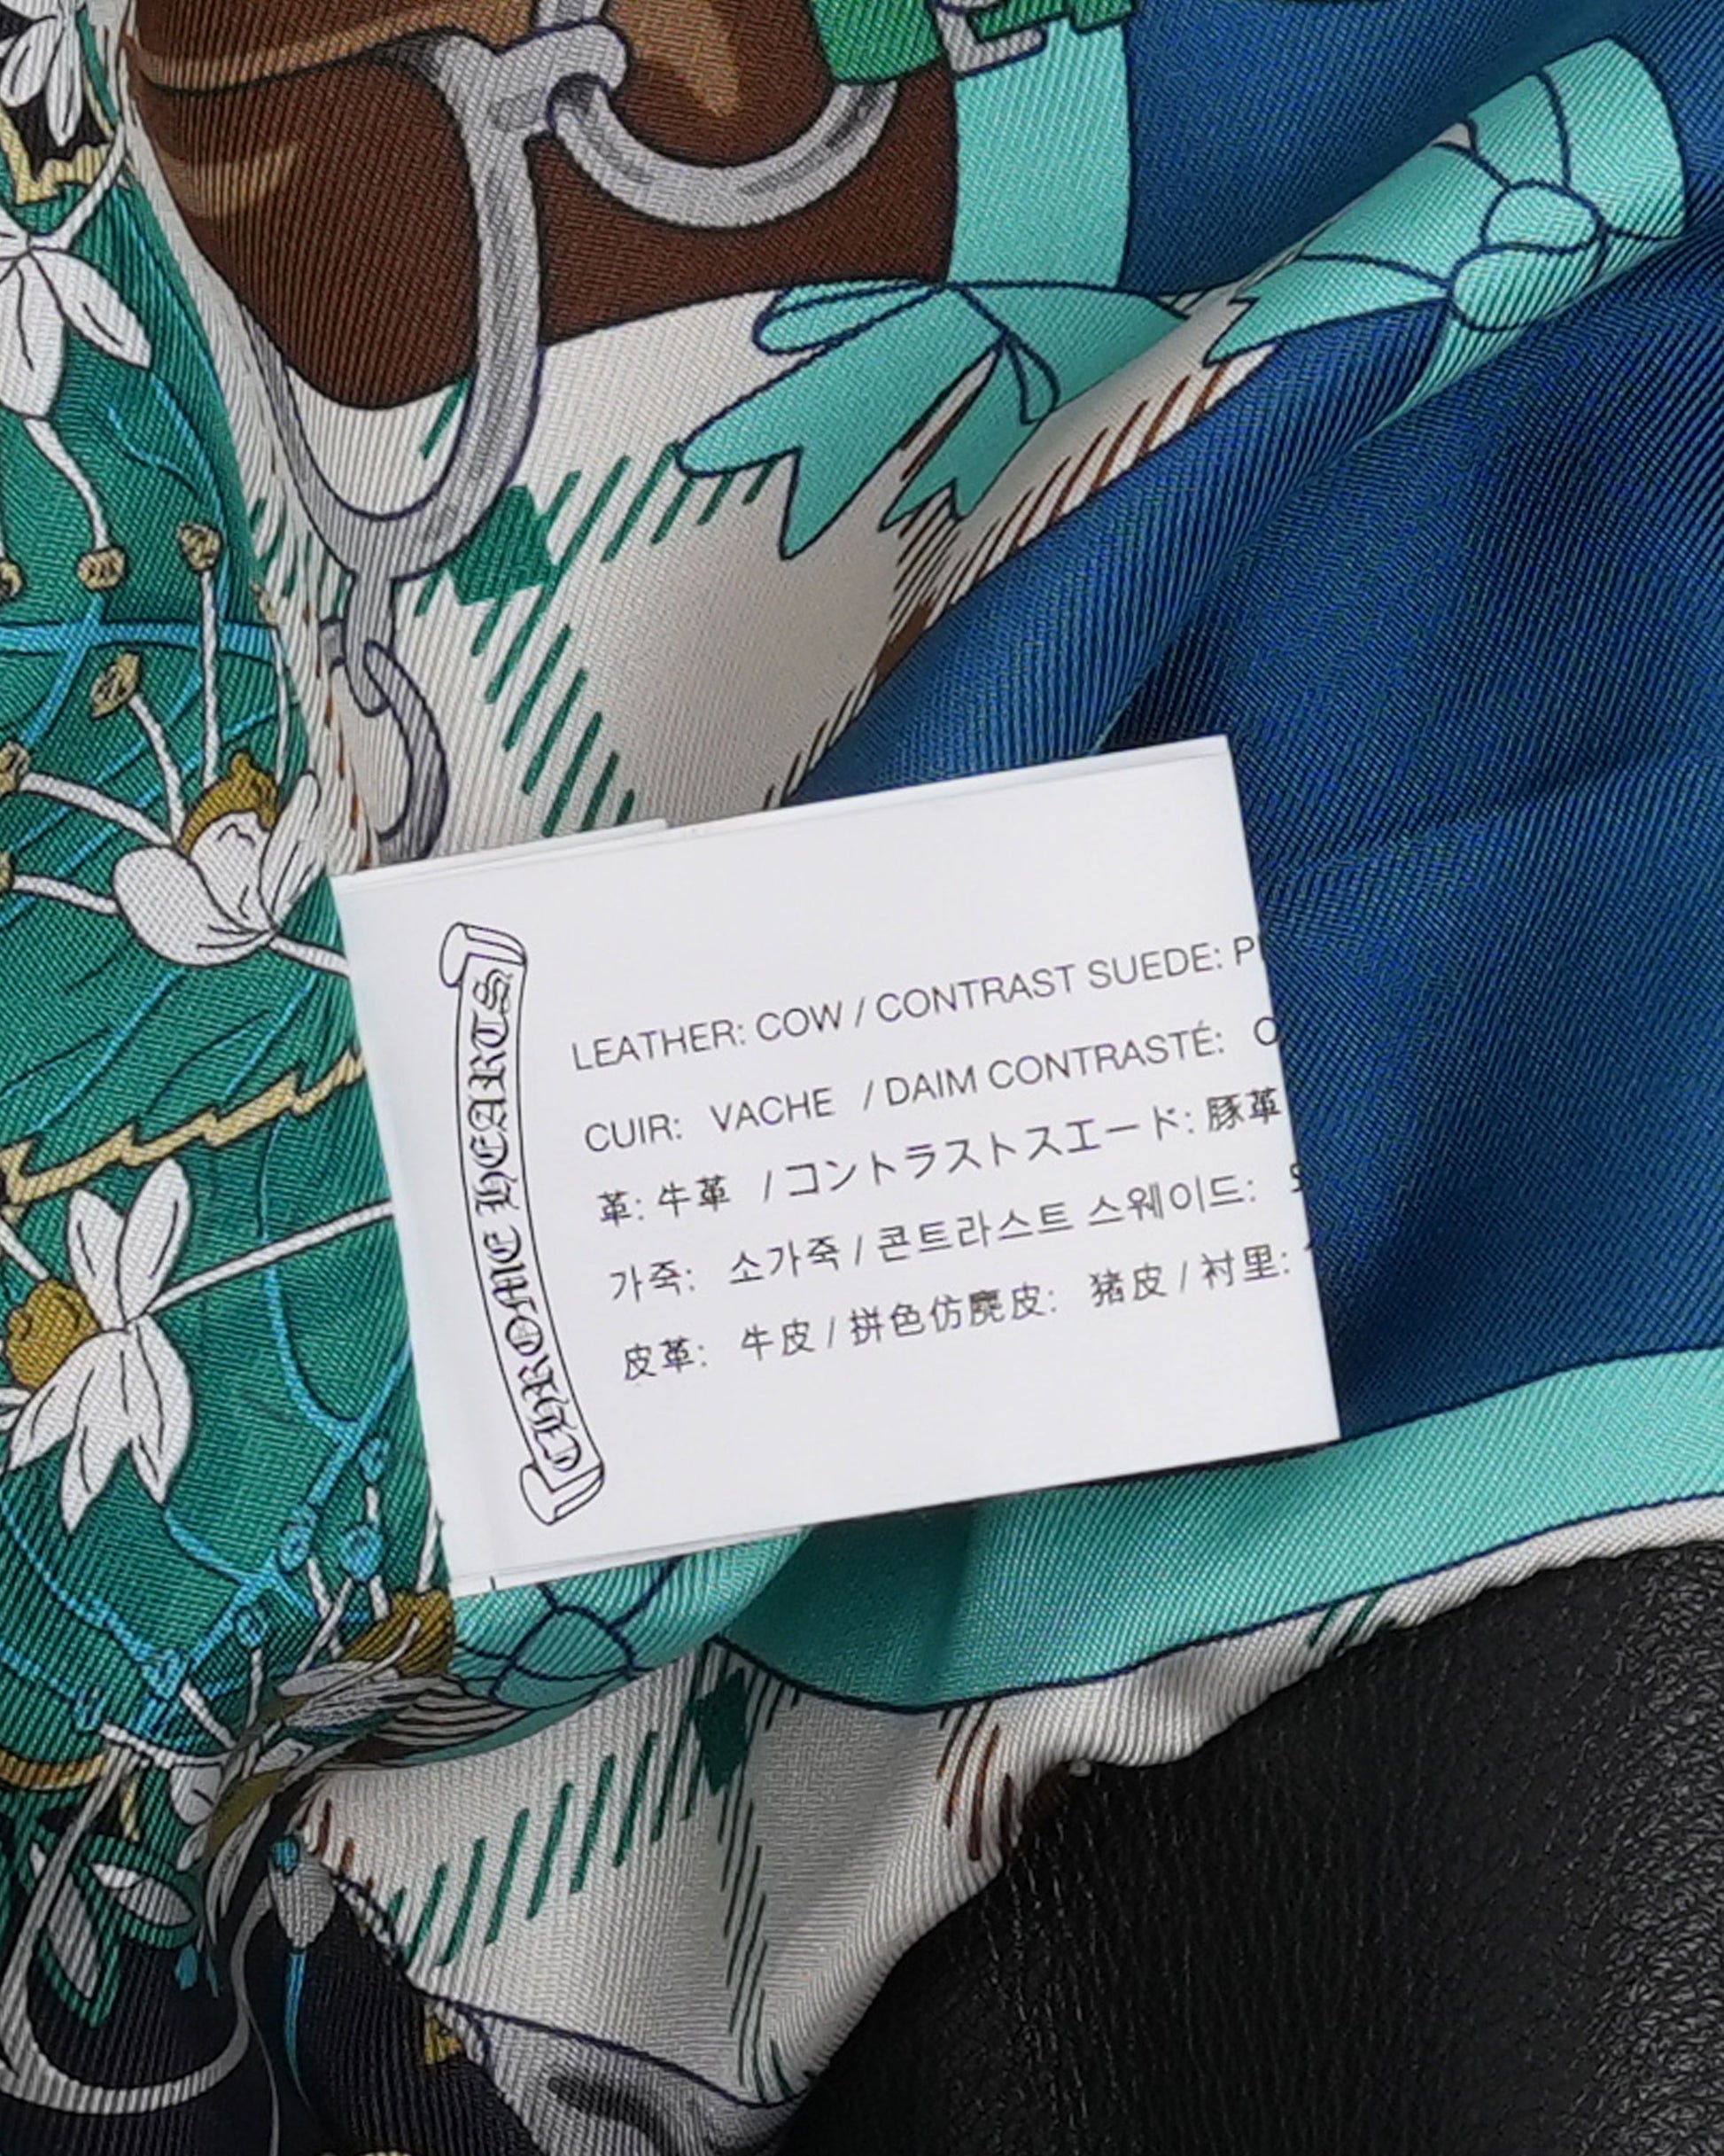 CHROME HEARTS
LEATHER: COW / CONTRAST SUEDE:
CUIR: VACHE / DAIM CONTRASTÉ:
革: 牛革 / コントラストスエード: 豚革
가죽: 소가죽 / 콘트라스트 스웨이드:
皮革: 牛皮 / 拼色仿麂皮: 猪皮 / 衬里: